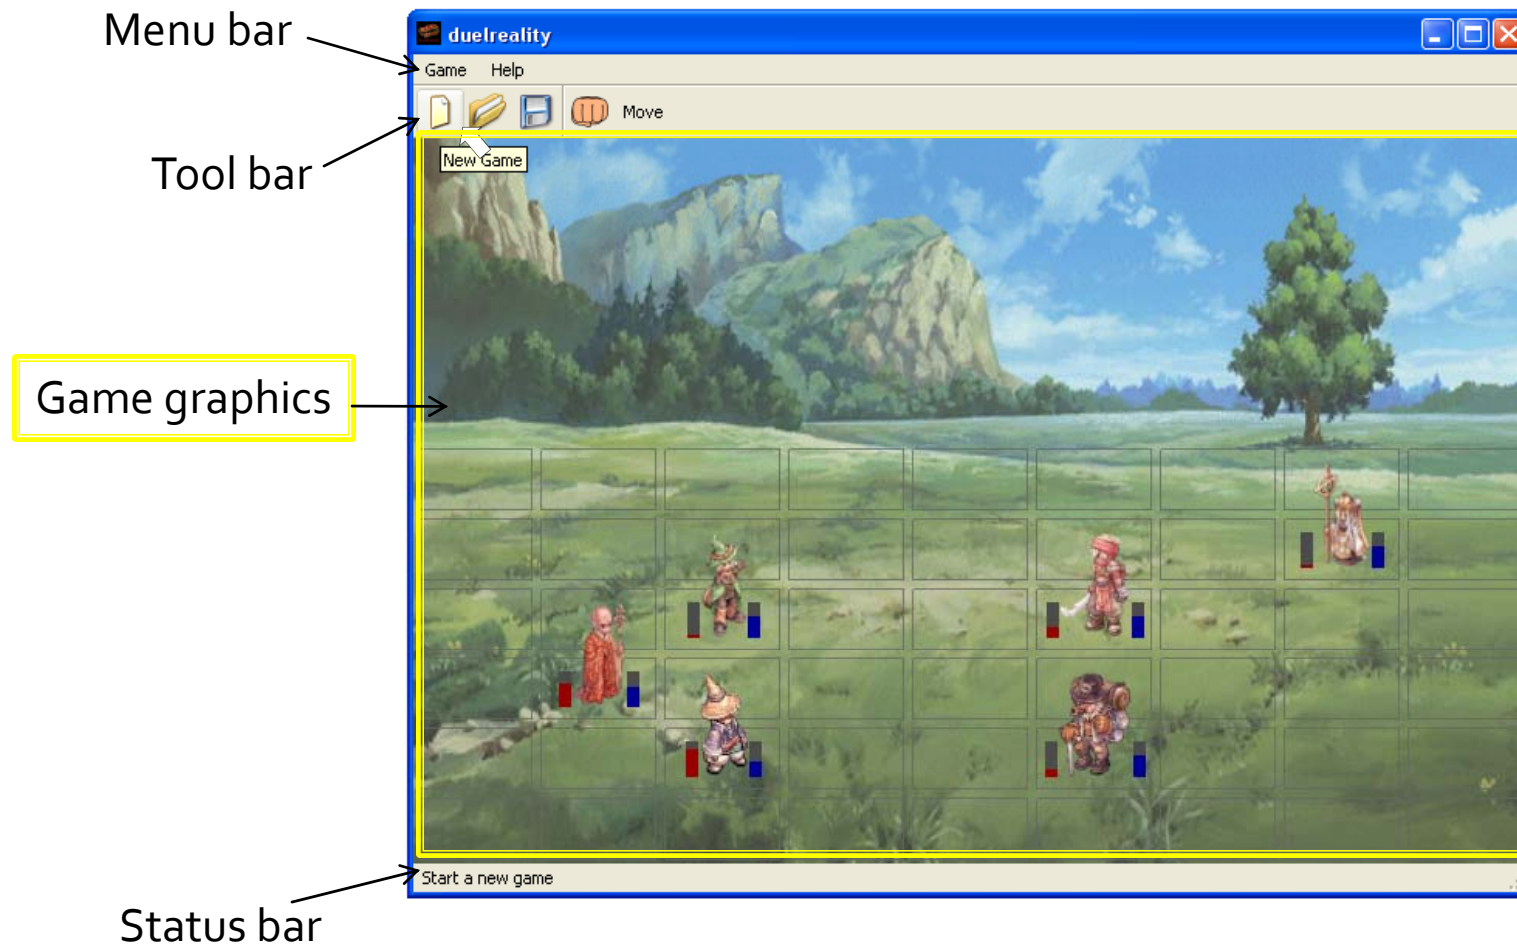 Menu bar
duelreality
Game Help
Move
Tool bar
New Game
Game graphics
Start a new game
Status bar